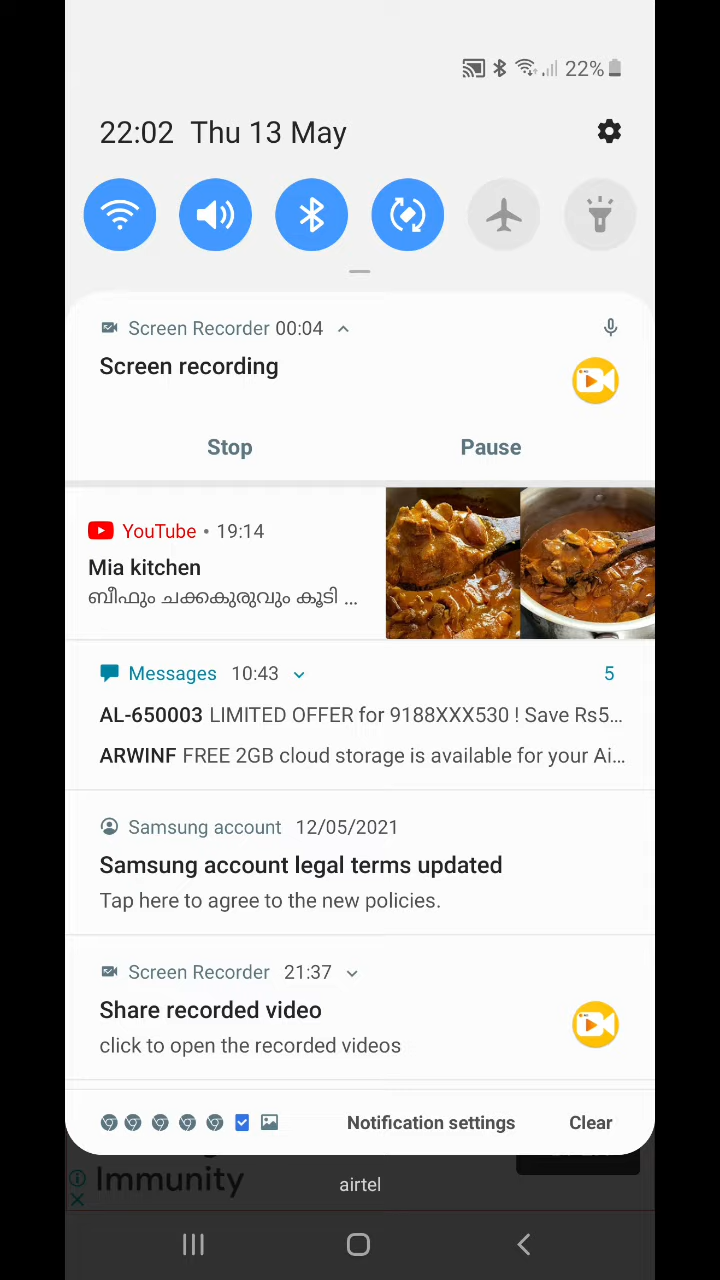 22%
22:02 Thu 13 May
Screen Recorder 00:04
Screen recording
Stop Pause
YouTube • 19:14
Mia kitchen
ബീഫും ചക്കകുരുവും കൂടി ...
Messages 10:43 5
AL-650003 LIMITED OFFER for 9188XXX530 ! Save Rs5...
ARWINF FREE 2GB cloud storage is available for your Ai...
Samsung account 12/05/2021
Samsung account legal terms updated
Tap here to agree to the new policies.
Screen Recorder 21:37
Share recorded video
click to open the recorded videos
Notification settings Clear
Immunity
airtel